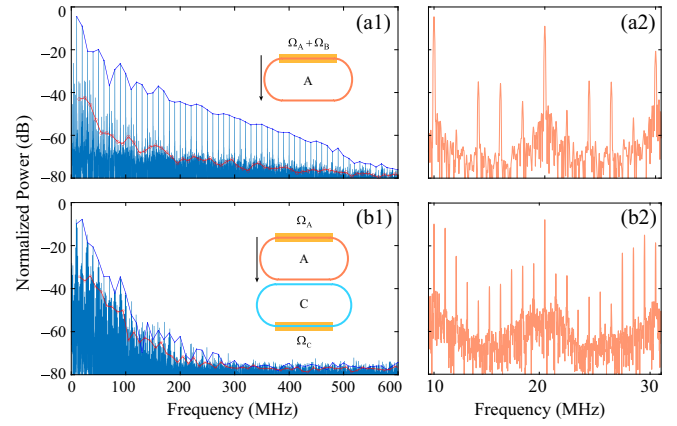 0
−20
−40
−60
−80
(a1)
Ω_A + Ω_B
A
(a2)
Normalized Power (dB)
0
−20
−40
−60
−80
(b1)
Ω_A
A
C
Ω_C
(b2)
0 100 200 300 400 500 600
10 20 30
Frequency (MHz)
Frequency (MHz)